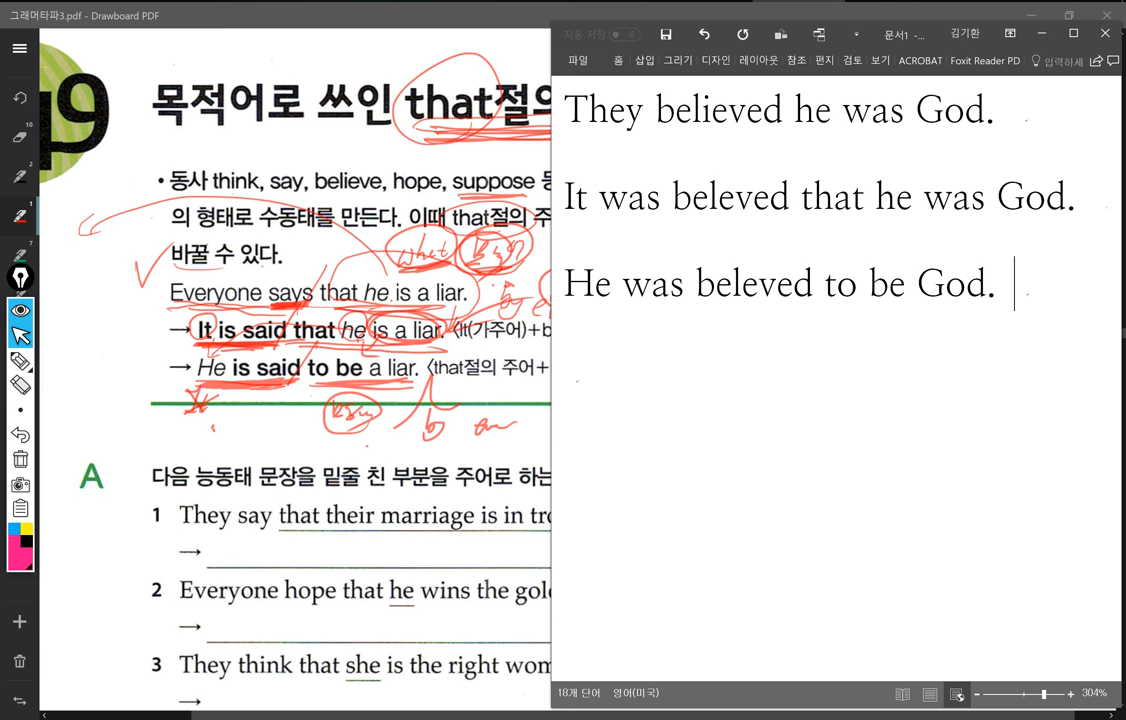 그래머타파3.pdf - Drawboard PDF
자동 저장
문서1 -...
김기환
파일 홈 삽입 그리기 디자인 레이아웃 참조 편지 검토 보기 ACROBAT Foxit Reader PD 입력하세
10
2
1
7
19
목적어로 쓰인 that절의
• 동사 think, say, believe, hope, suppose 등
의 형태로 수동태를 만든다. 이때 that절의 주
바꿀 수 있다.
what
Everyone says that he is a liar.
→ It is said that he is a liar. 〈It(가주어)+b
→ He is said to be a liar. 〈that절의 주어+
A 다음 능동태 문장을 밑줄 친 부분을 주어로 하는
1 They say that their marriage is in tro
→
2 Everyone hope that he wins the gol
→
3 They think that she is the right wom
→
They believed he was God.
It was beleved that he was God.
He was beleved to be God.
18개 단어 영어(미국)
304%